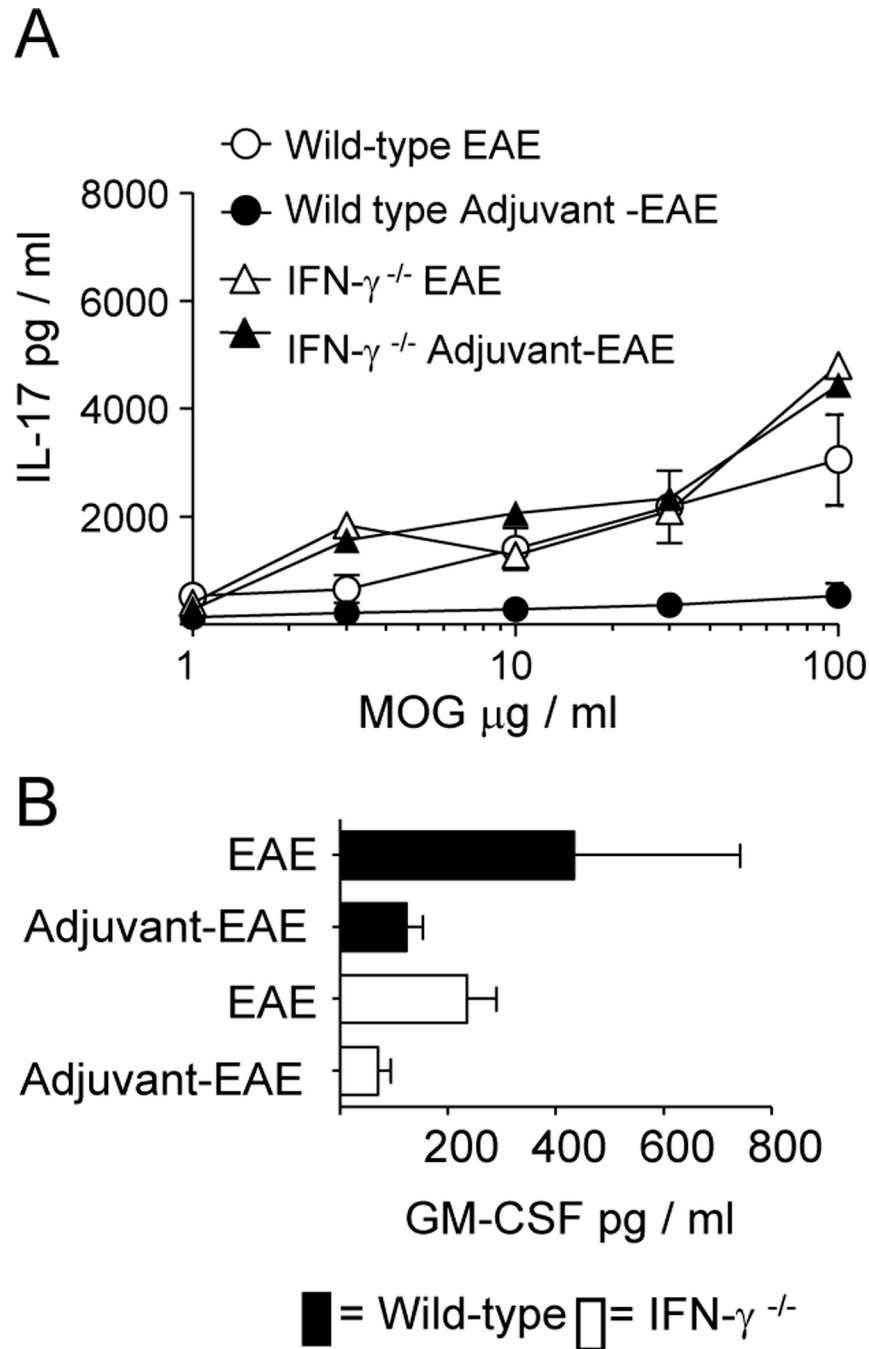 A
Wild-type EAE
Wild type Adjuvant -EAE
IFN-γ -/- EAE
IFN-γ -/- Adjuvant-EAE
IL-17 pg / ml
8000
6000
4000
2000
1
10
100
MOG μg / ml
B
EAE
Adjuvant-EAE
EAE
Adjuvant-EAE
200
400
600
800
GM-CSF pg / ml
= Wild-type = IFN-γ -/-